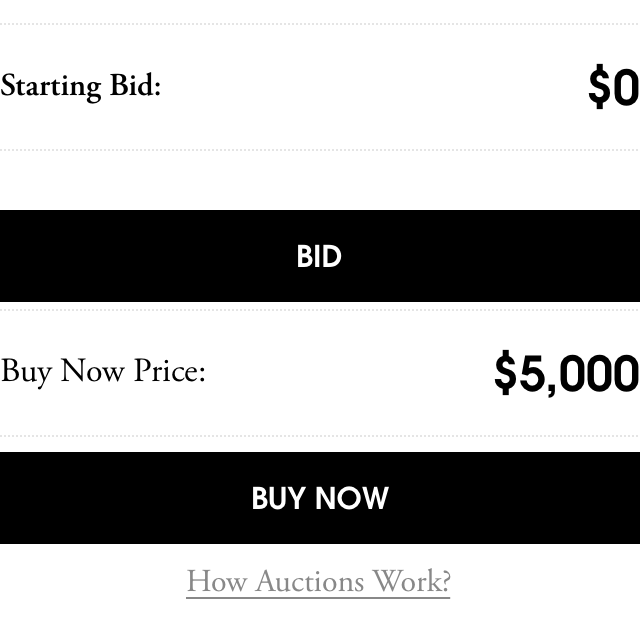 Starting Bid:
$0
BID
Buy Now Price:
$5,000
BUY NOW
How Auctions Work?